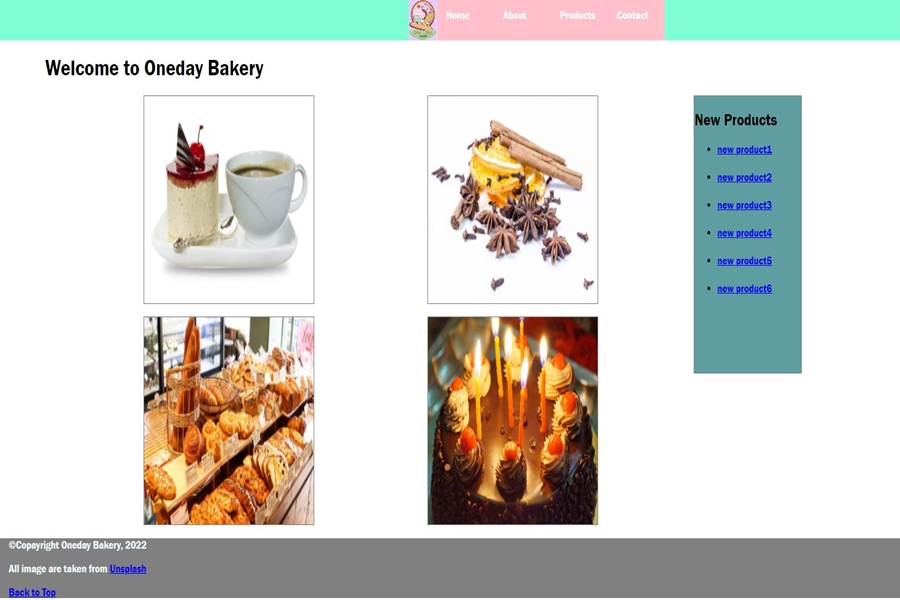 Home About Products Contact
Welcome to Oneday Bakery
New Products
new product1
new product2
new product3
new product4
new product5
new product6
©Copayright Oneday Bakery, 2022
All image are taken from Unsplash
Back to Top